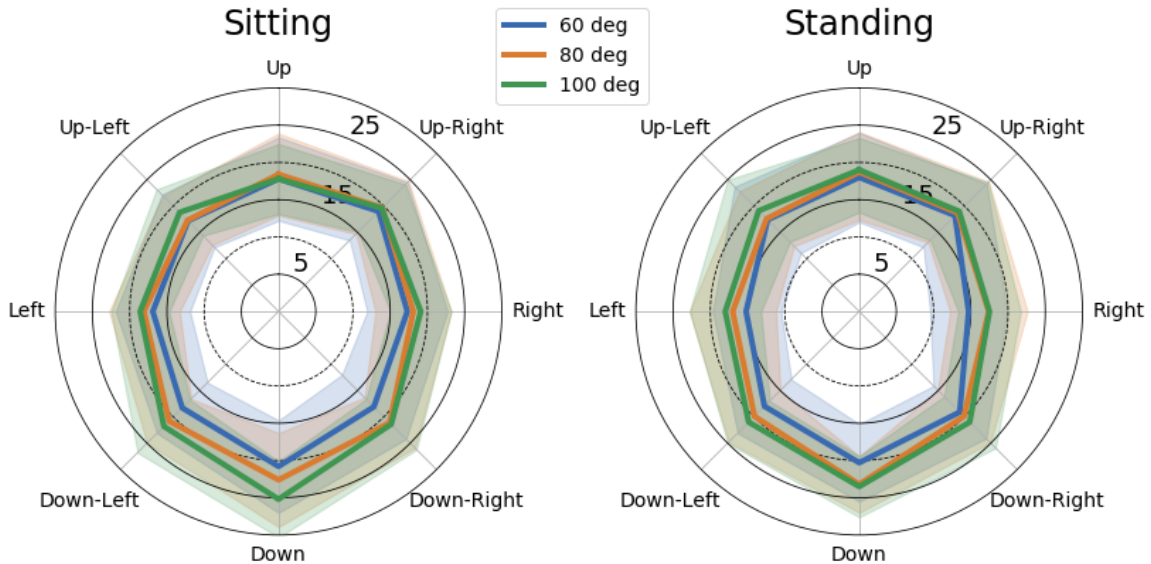 Sitting
60 deg
80 deg
100 deg
Standing
Up
Up-Left
25
Up-Right
15
5
Left
Right
Down-Left
Down-Right
Down
Up
Up-Left
25
Up-Right
15
5
Left
Right
Down-Left
Down-Right
Down